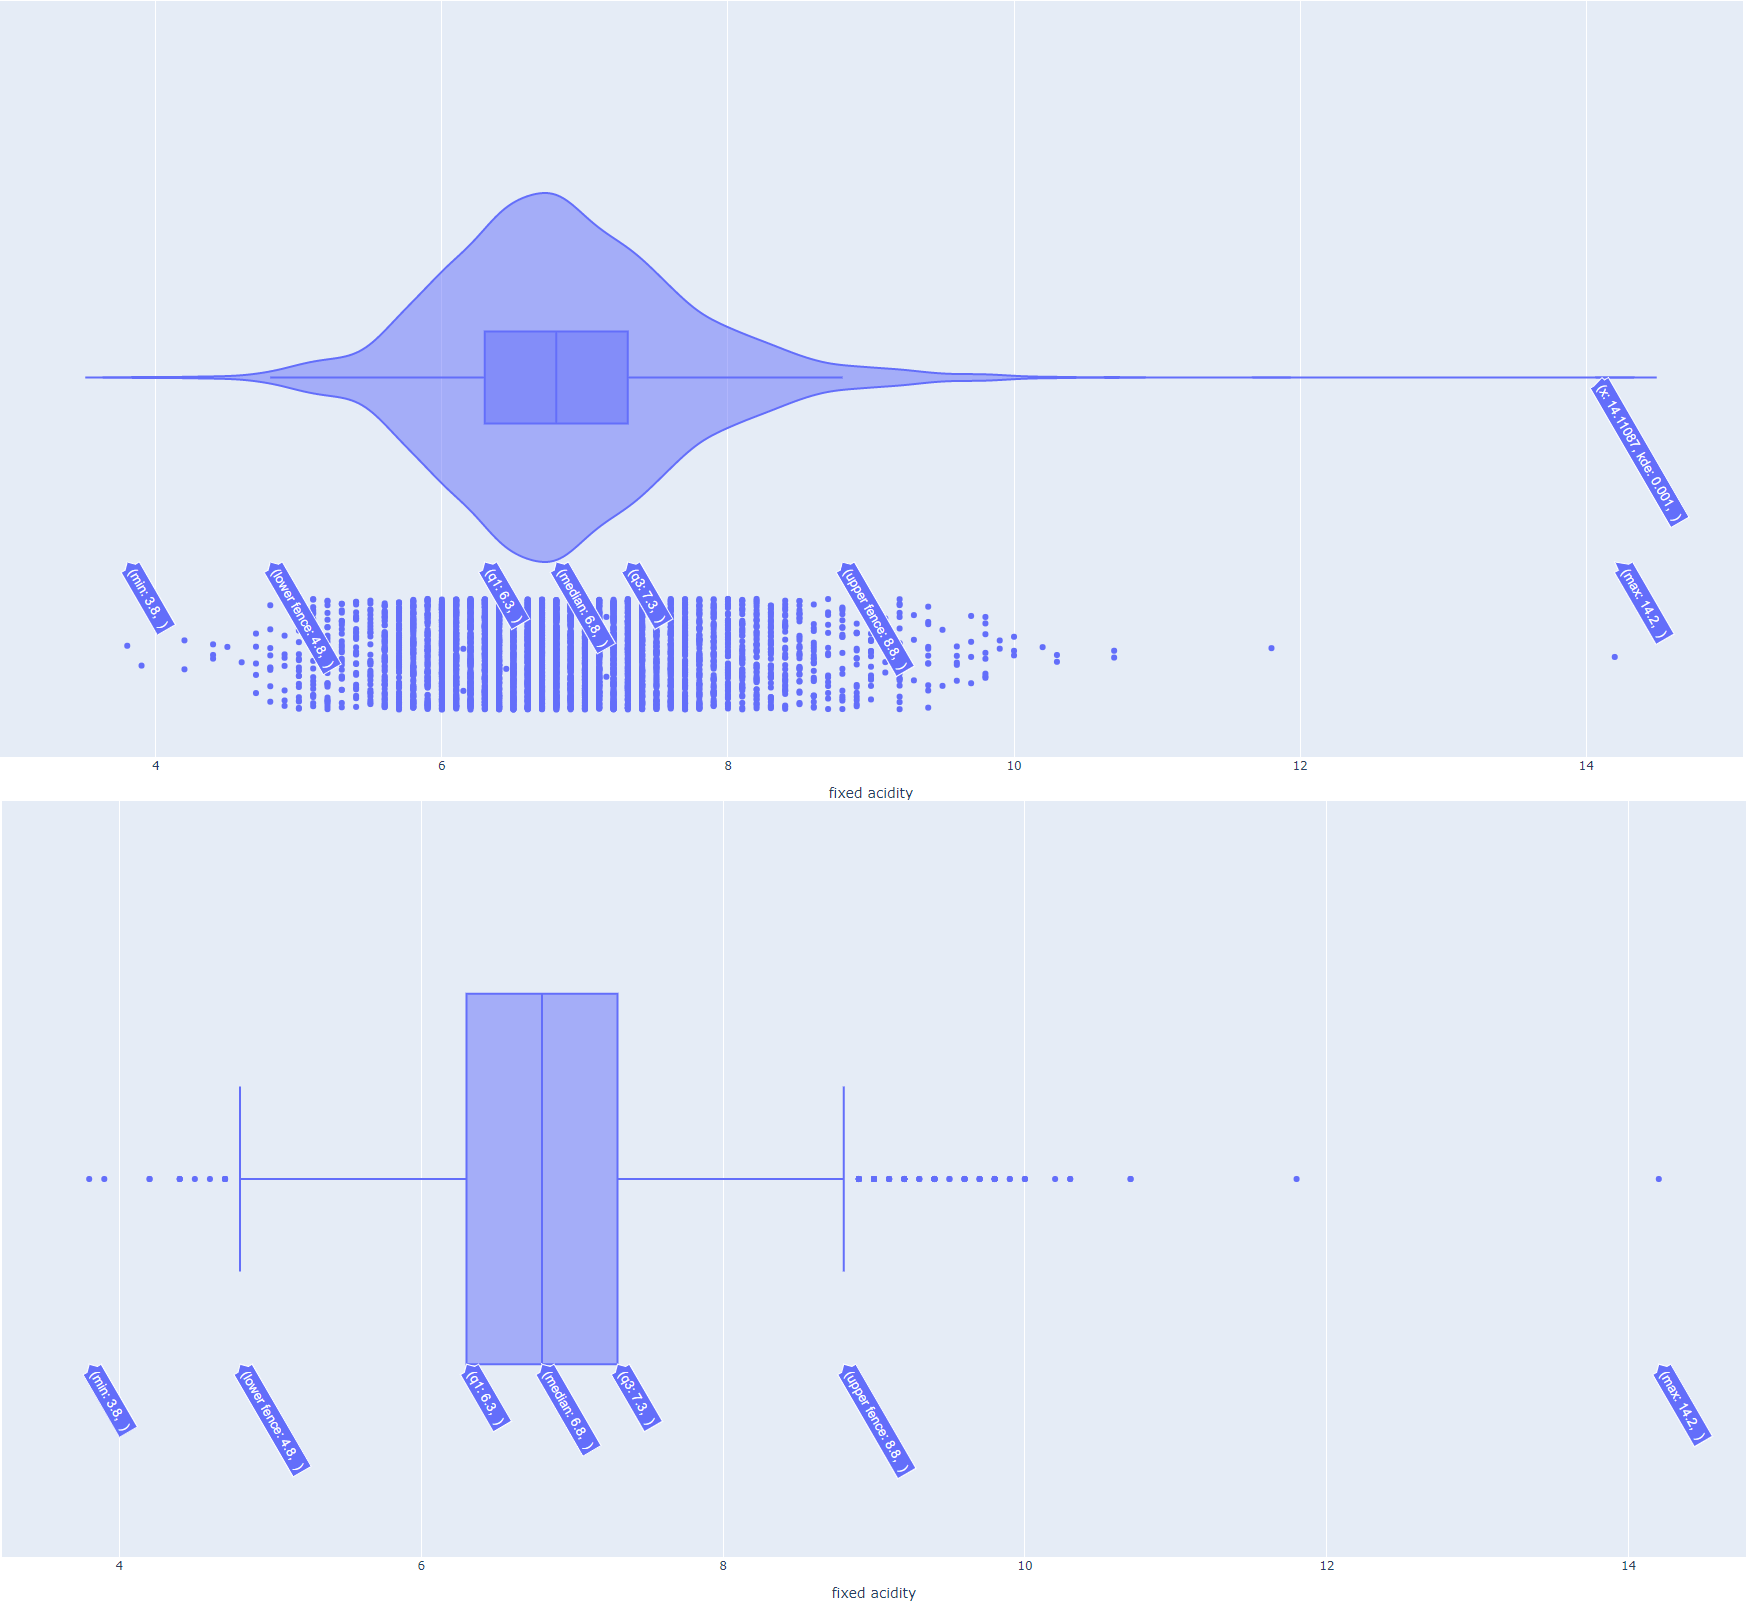 (x: 14.11087, kde: 0.001, )
(min: 3.8, )
(lower fence: 4.8, )
(q1: 6.3, )
(median: 6.8, )
(q3: 7.3, )
(upper fence: 8.8, )
(max: 14.2, )
4 6 8 10 12 14
fixed acidity
(min: 3.8, )
(lower fence: 4.8, )
(q1: 6.3, )
(median: 6.8, )
(q3: 7.3, )
(upper fence: 8.8, )
(max: 14.2, )
4 6 8 10 12 14
fixed acidity